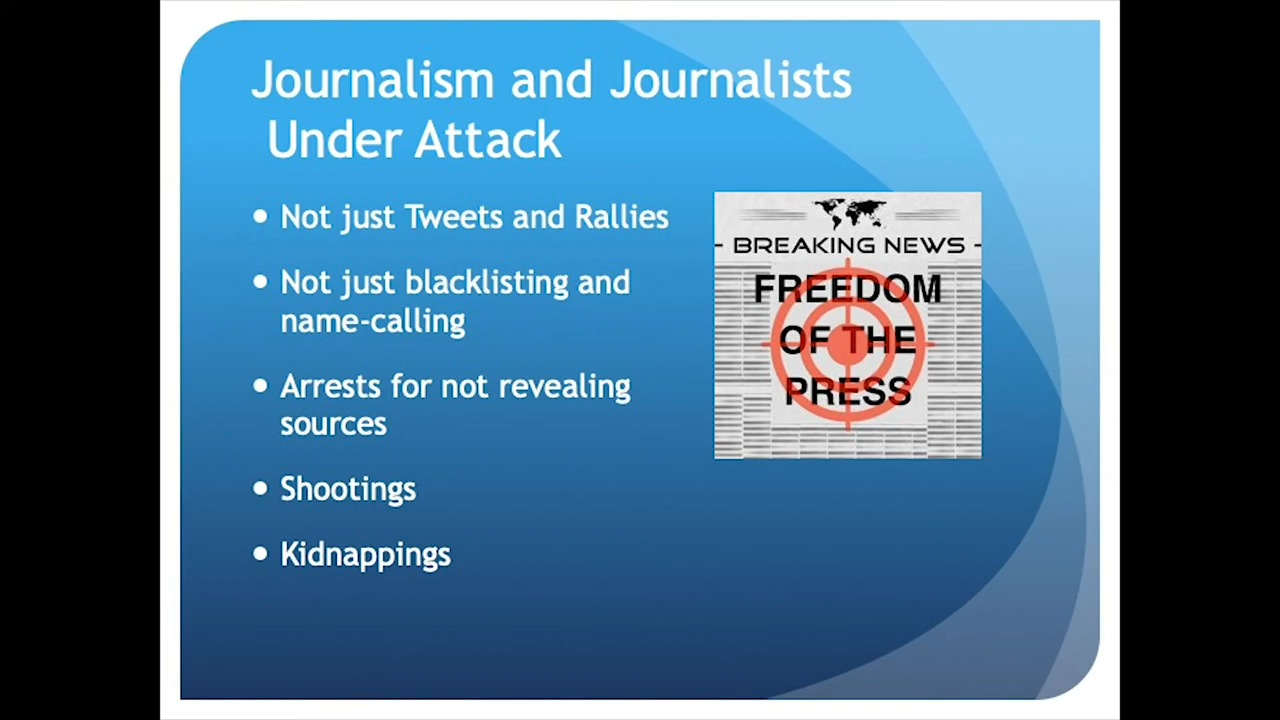 Journalism and Journalists
Under Attack
• Not just Tweets and Rallies
• Not just blacklisting and
name-calling
• Arrests for not revealing
sources
• Shootings
• Kidnappings
- BREAKING NEWS -
FREEDOM
OF THE
PRESS